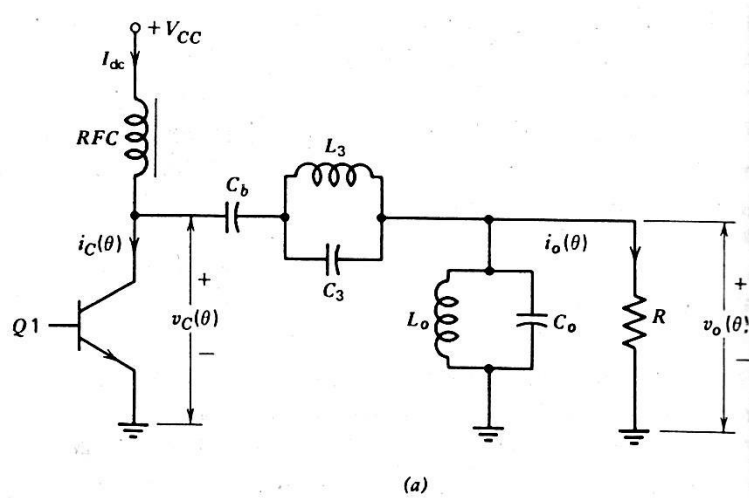 + V_CC
I_dc
RFC
L_3
C_b
C_3
i_C(θ)
+
v_C(θ)
−
Q1
i_o(θ)
L_o
C_o
R
+
v_o(θ)
−
(a)